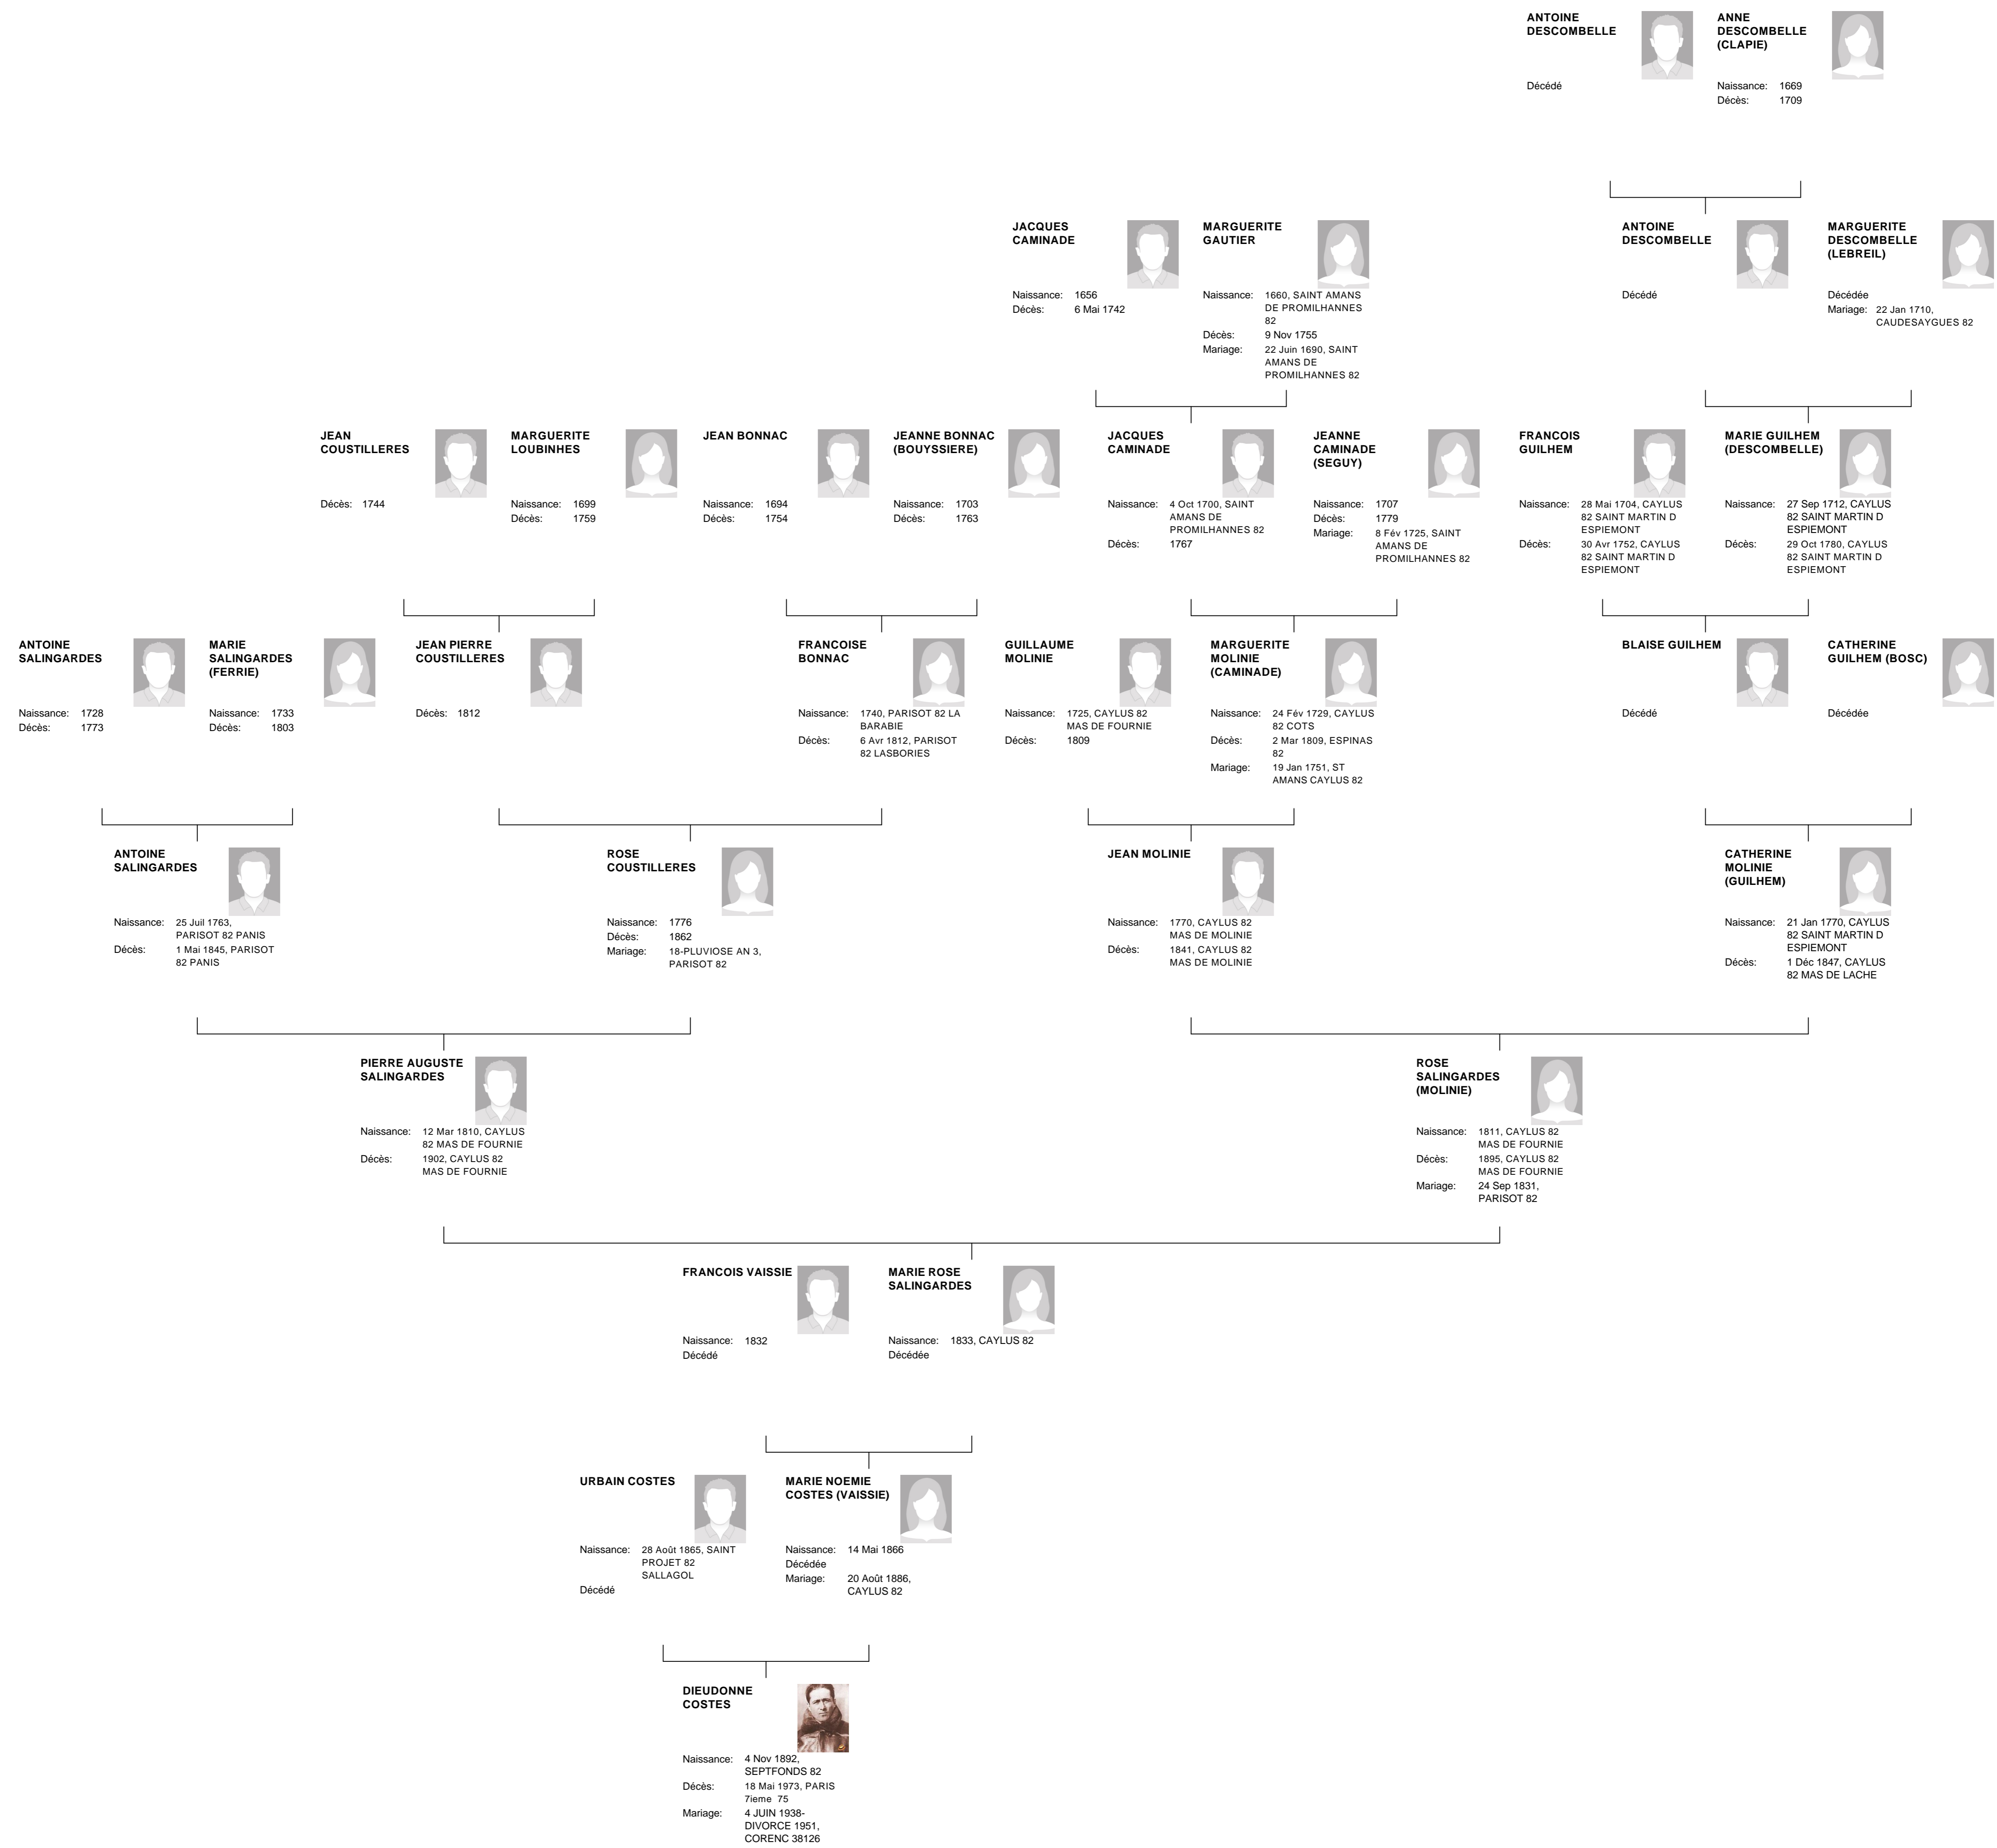 ANTOINE
DESCOMBELLE
Décédé
ANNE
DESCOMBELLE
(CLAPIE)
Naissance: 1669
Décès: 1709
JACQUES
CAMINADE
Naissance: 1656
Décès: 6 Mai 1742
MARGUERITE
GAUTIER
Naissance: 1660, SAINT AMANS
DE PROMILHANNES
82
Décès: 9 Nov 1755
Mariage: 22 Juin 1690, SAINT
AMANS DE
PROMILHANNES 82
ANTOINE
DESCOMBELLE
Décédé
MARGUERITE
DESCOMBELLE
(LEBREIL)
Décédée
Mariage: 22 Jan 1710,
CAUDESAYGUES 82
JEAN
COUSTILLERES
Décès: 1744
MARGUERITE
LOUBINHES
Naissance: 1699
Décès: 1759
JEAN BONNAC
Naissance: 1694
Décès: 1754
JEANNE BONNAC
(BOUYSSIERE)
Naissance: 1703
Décès: 1763
JACQUES
CAMINADE
Naissance: 4 Oct 1700, SAINT
AMANS DE
PROMILHANNES 82
Décès: 1767
JEANNE
CAMINADE
(SEGUY)
Naissance: 1707
Décès: 1779
Mariage: 8 Fév 1725, SAINT
AMANS DE
PROMILHANNES 82
FRANCOIS
GUILHEM
Naissance: 28 Mai 1704, CAYLUS
82 SAINT MARTIN D
ESPIEMONT
Décès: 30 Avr 1752, CAYLUS
82 SAINT MARTIN D
ESPIEMONT
MARIE GUILHEM
(DESCOMBELLE)
Naissance: 27 Sep 1712, CAYLUS
82 SAINT MARTIN D
ESPIEMONT
Décès: 29 Oct 1780, CAYLUS
82 SAINT MARTIN D
ESPIEMONT
ANTOINE
SALINGARDES
Naissance: 1728
Décès: 1773
MARIE
SALINGARDES
(FERRIE)
Naissance: 1733
Décès: 1803
JEAN PIERRE
COUSTILLERES
Décès: 1812
FRANCOISE
BONNAC
Naissance: 1740, PARISOT 82 LA
BARABIE
Décès: 6 Avr 1812, PARISOT
82 LASBORIES
GUILLAUME
MOLINIE
Naissance: 1725, CAYLUS 82
MAS DE FOURNIE
Décès: 1809
MARGUERITE
MOLINIE
(CAMINADE)
Naissance: 24 Fév 1729, CAYLUS
82 COTS
Décès: 2 Mar 1809, ESPINAS
82
Mariage: 19 Jan 1751, ST
AMANS CAYLUS 82
BLAISE GUILHEM
Décédé
CATHERINE
GUILHEM (BOSC)
Décédée
ANTOINE
SALINGARDES
Naissance: 25 Juil 1763,
PARISOT 82 PANIS
Décès: 1 Mai 1845, PARISOT
82 PANIS
ROSE
COUSTILLERES
Naissance: 1776
Décès: 1862
Mariage: 18-PLUVIOSE AN 3,
PARISOT 82
JEAN MOLINIE
Naissance: 1770, CAYLUS 82
MAS DE MOLINIE
Décès: 1841, CAYLUS 82
MAS DE MOLINIE
CATHERINE
MOLINIE
(GUILHEM)
Naissance: 21 Jan 1770, CAYLUS
82 SAINT MARTIN D
ESPIEMONT
Décès: 1 Déc 1847, CAYLUS
82 MAS DE LACHE
PIERRE AUGUSTE
SALINGARDES
Naissance: 12 Mar 1810, CAYLUS
82 MAS DE FOURNIE
Décès: 1902, CAYLUS 82
MAS DE FOURNIE
ROSE
SALINGARDES
(MOLINIE)
Naissance: 1811, CAYLUS 82
MAS DE FOURNIE
Décès: 1895, CAYLUS 82
MAS DE FOURNIE
Mariage: 24 Sep 1831,
PARISOT 82
FRANCOIS VAISSIE
Naissance: 1832
Décédé
MARIE ROSE
SALINGARDES
Naissance: 1833, CAYLUS 82
Décédée
URBAIN COSTES
Naissance: 28 Août 1865, SAINT
PROJET 82
SALLAGOL
Décédé
MARIE NOEMIE
COSTES (VAISSIE)
Naissance: 14 Mai 1866
Décédée
Mariage: 20 Août 1886,
CAYLUS 82
DIEUDONNE
COSTES
Naissance: 4 Nov 1892,
SEPTFONDS 82
Décès: 18 Mai 1973, PARIS
7ieme 75
Mariage: 4 JUIN 1938-
DIVORCE 1951,
CORENC 38126